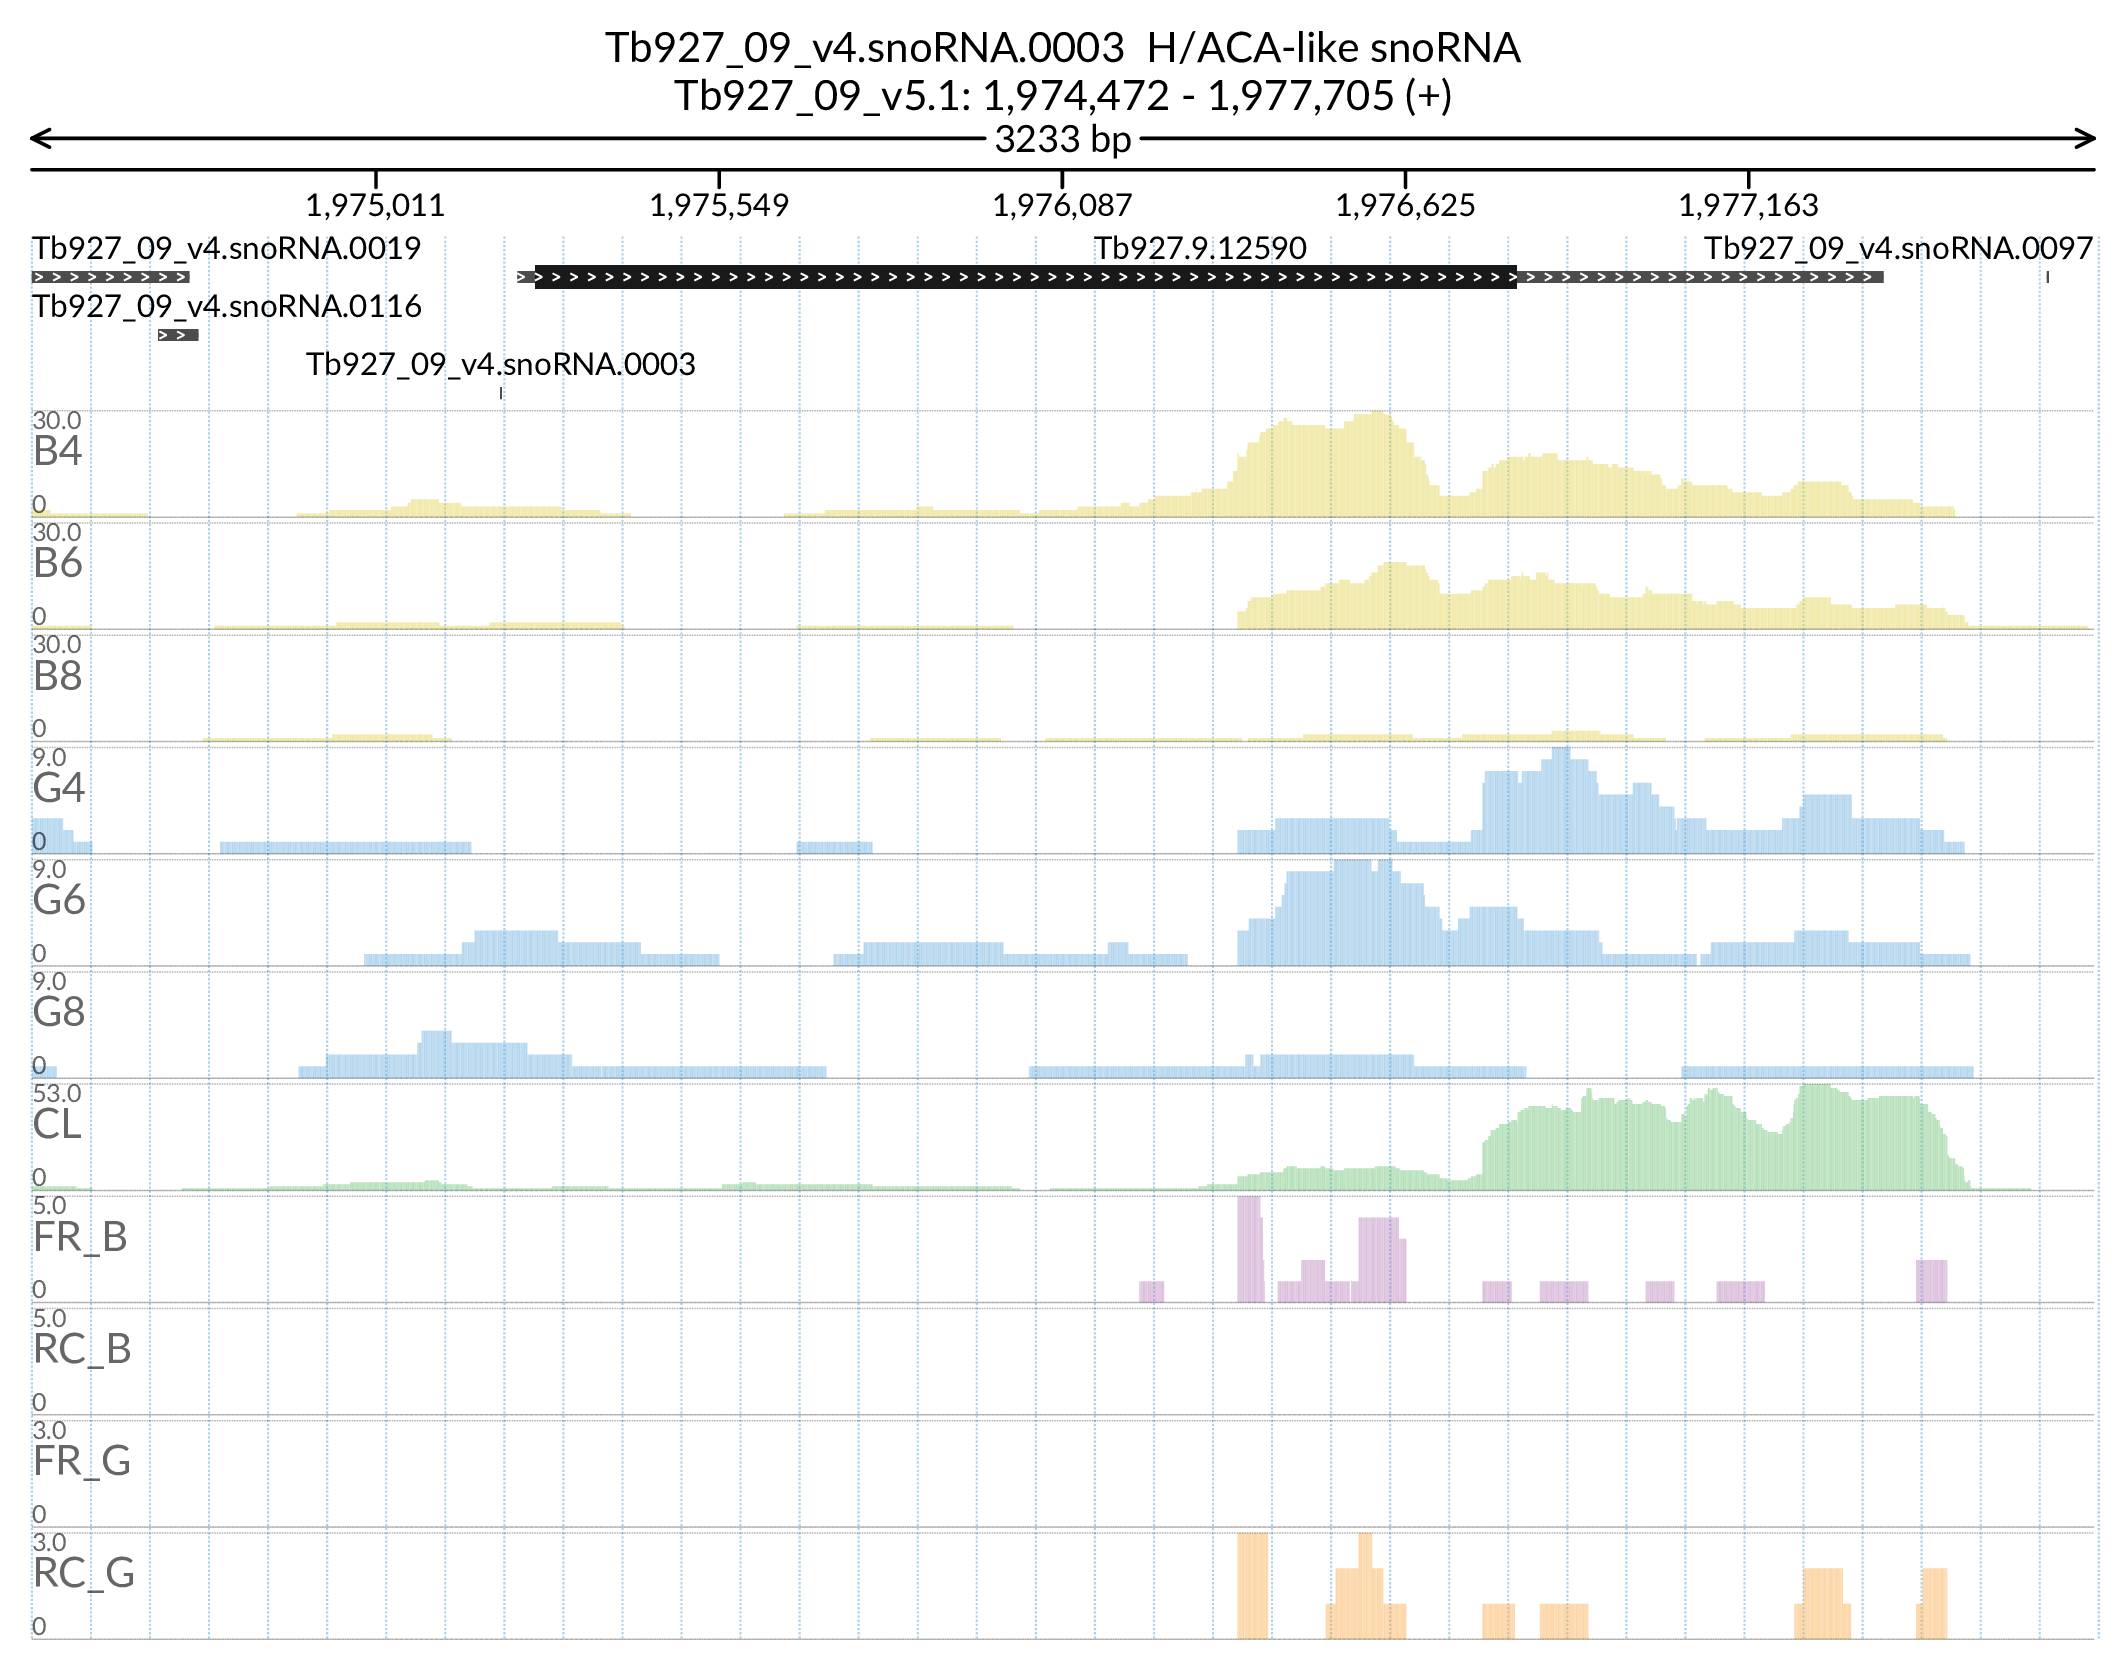 Tb927_09_v4.snoRNA.0003 H/ACA-like snoRNA
Tb927_09_v5.1: 1,974,472 - 1,977,705 (+)
3233 bp
1,975,011 1,975,549 1,976,087 1,976,625 1,977,163
Tb927_09_v4.snoRNA.0019 Tb927.9.12590 Tb927_09_v4.snoRNA.0097
Tb927_09_v4.snoRNA.0116
Tb927_09_v4.snoRNA.0003
30.0
B4
0
30.0
B6
0
30.0
B8
0
9.0
G4
0
9.0
G6
0
9.0
G8
0
53.0
CL
0
5.0
FR_B
0
5.0
RC_B
0
3.0
FR_G
0
3.0
RC_G
0